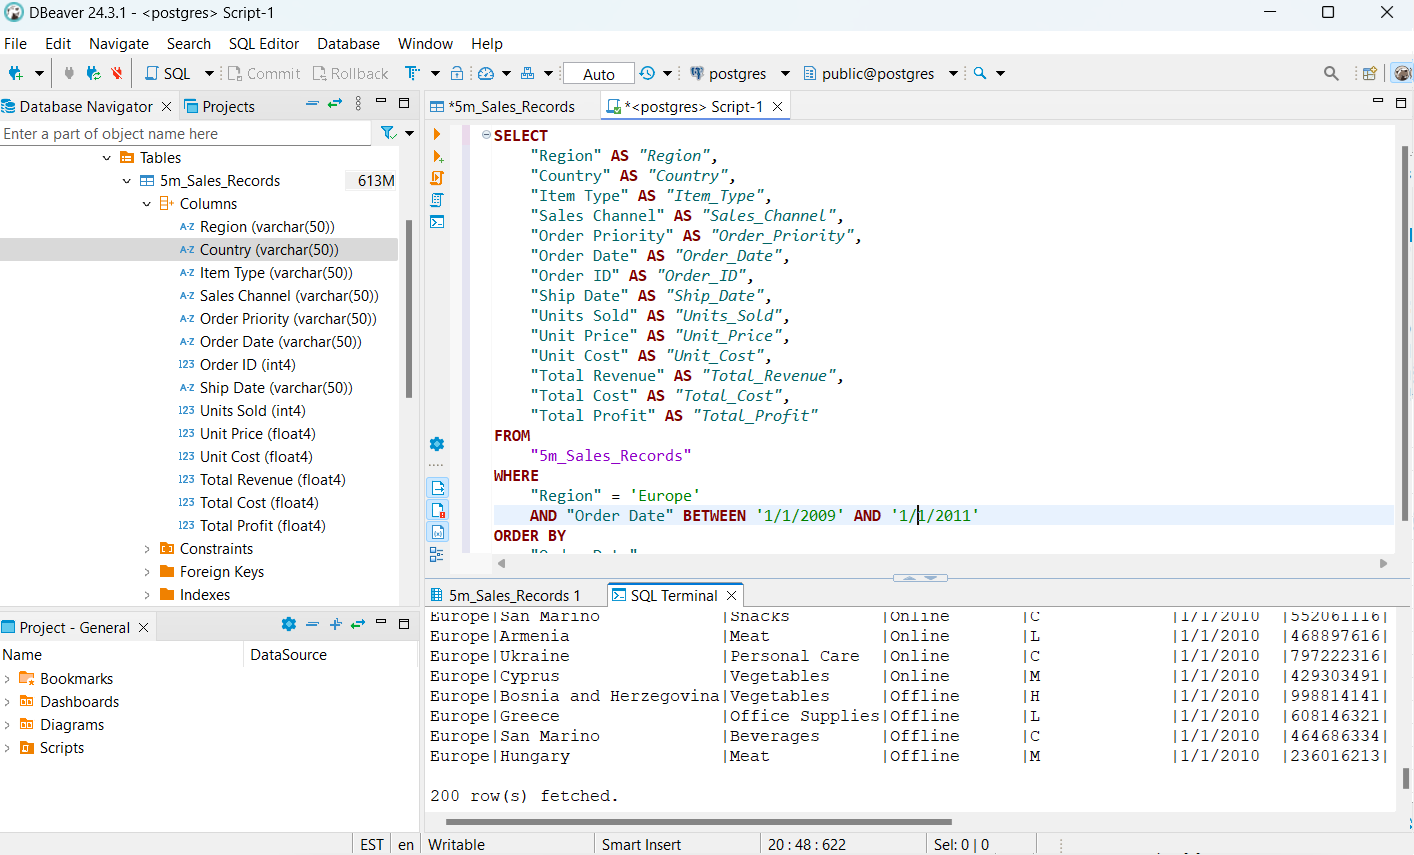 DBeaver 24.3.1 - <postgres> Script-1
File Edit Navigate Search SQL Editor Database Window Help
SQL Commit Rollback Auto postgres public@postgres
Database Navigator Projects
Enter a part of object name here
Tables
5m_Sales_Records 613M
Columns
A-Z Region (varchar(50))
A-Z Country (varchar(50))
A-Z Item Type (varchar(50))
A-Z Sales Channel (varchar(50))
A-Z Order Priority (varchar(50))
A-Z Order Date (varchar(50))
123 Order ID (int4)
A-Z Ship Date (varchar(50))
123 Units Sold (int4)
123 Unit Price (float4)
123 Unit Cost (float4)
123 Total Revenue (float4)
123 Total Cost (float4)
123 Total Profit (float4)
Constraints
Foreign Keys
Indexes
Project - General
Name DataSource
Bookmarks
Dashboards
Diagrams
Scripts
*5m_Sales_Records *<postgres> Script-1
SELECT
"Region" AS "Region",
"Country" AS "Country",
"Item Type" AS "Item_Type",
"Sales Channel" AS "Sales_Channel",
"Order Priority" AS "Order_Priority",
"Order Date" AS "Order_Date",
"Order ID" AS "Order_ID",
"Ship Date" AS "Ship_Date",
"Units Sold" AS "Units_Sold",
"Unit Price" AS "Unit_Price",
"Unit Cost" AS "Unit_Cost",
"Total Revenue" AS "Total_Revenue",
"Total Cost" AS "Total_Cost",
"Total Profit" AS "Total_Profit"
FROM
"5m_Sales_Records"
WHERE
"Region" = 'Europe'
AND "Order Date" BETWEEN '1/1/2009' AND '1/1/2011'
ORDER BY
5m_Sales_Records 1 SQL Terminal
Europe|San Marino |Snacks |Online |C |1/1/2010 |552061116|
Europe|Armenia |Meat |Online |L |1/1/2010 |468897616|
Europe|Ukraine |Personal Care |Online |C |1/1/2010 |797222316|
Europe|Cyprus |Vegetables |Online |M |1/1/2010 |429303491|
Europe|Bosnia and Herzegovina|Vegetables |Offline |H |1/1/2010 |998814141|
Europe|Greece |Office Supplies|Offline |L |1/1/2010 |608146321|
Europe|San Marino |Beverages |Offline |C |1/1/2010 |464686334|
Europe|Hungary |Meat |Offline |M |1/1/2010 |236016213|
200 row(s) fetched.
EST en Writable Smart Insert 20 : 48 : 622 Sel: 0 | 0